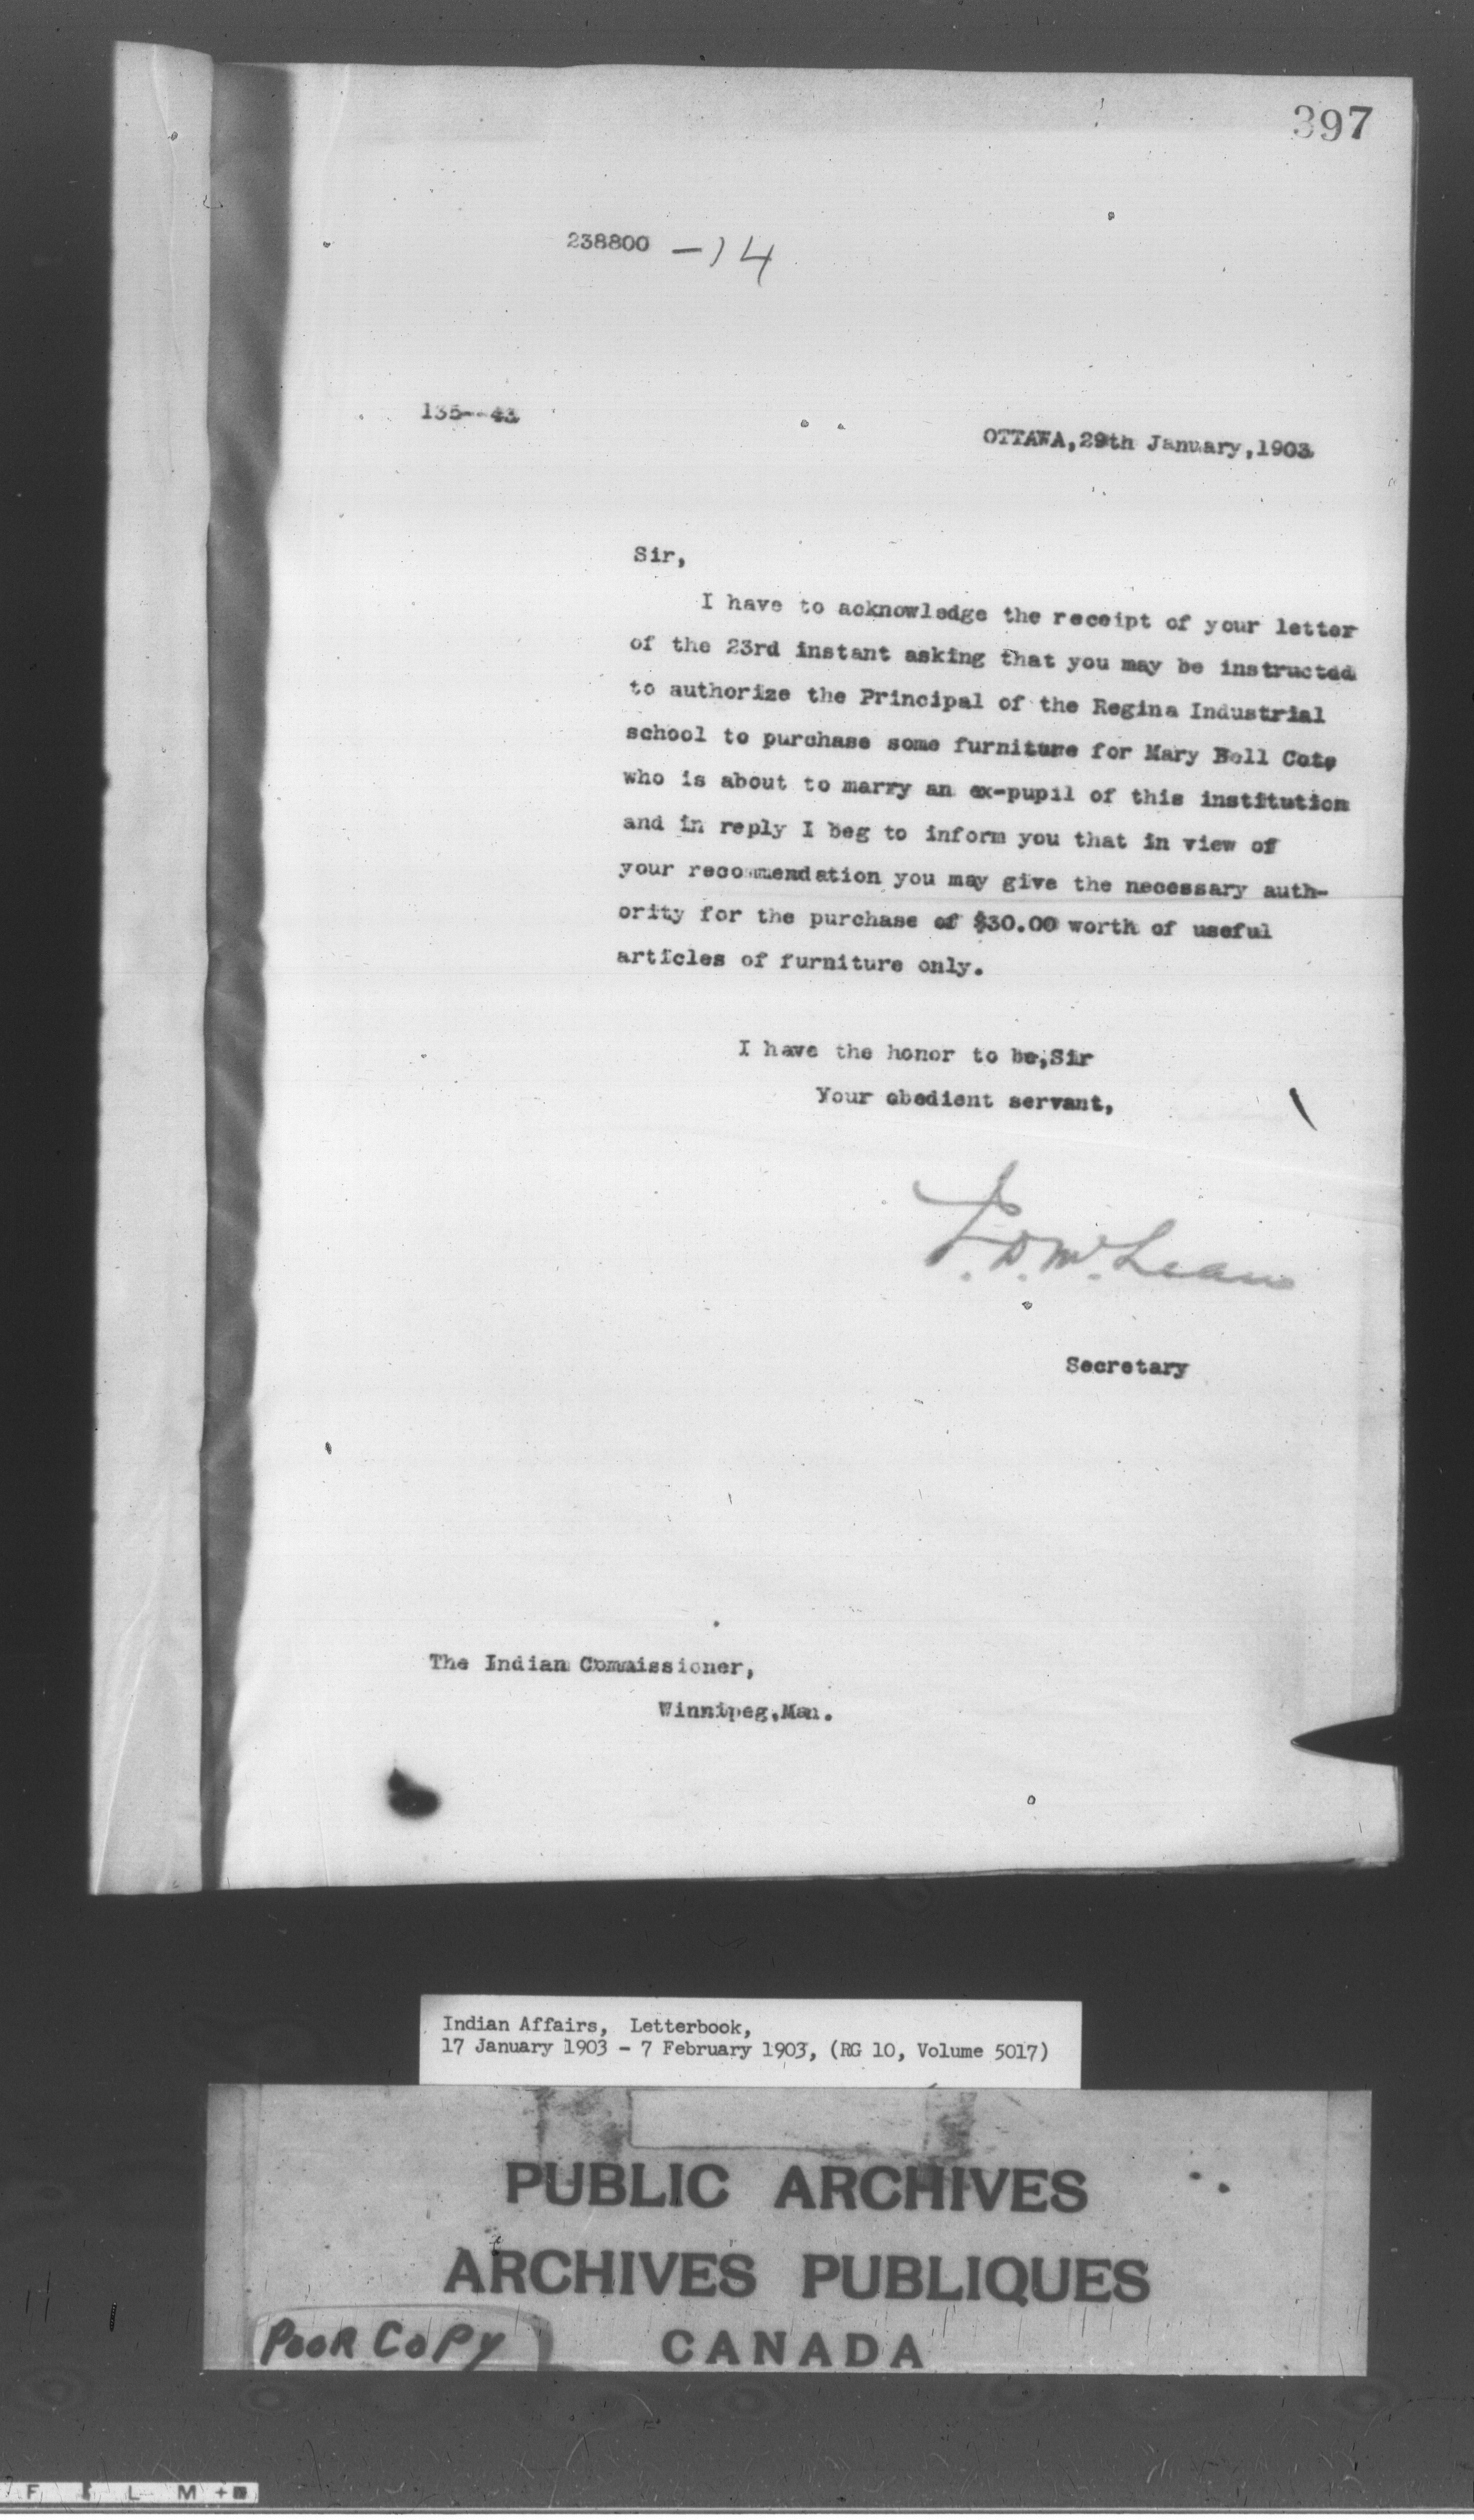 397
238800 - 14
135--43
OTTAWA, 29th January, 1903
Sir,
I have to acknowledge the receipt of your letter
of the 23rd instant asking that you may be instructed
to authorize the Principal of the Regina Industrial
school to purchase some furniture for Mary Bell Cote
who is about to marry an ex-pupil of this institution
and in reply I beg to inform you that in view of
your recommendation you may give the necessary auth-
ority for the purchase of $30.00 worth of useful
articles of furniture only.
I have the honor to be, Sir
Your obedient servant,
J. D. McLean
Secretary
The Indian Commissioner,
Winnipeg, Man.
Indian Affairs, Letterbook,
17 January 1903 - 7 February 1903, (RG 10, Volume 5017)
PUBLIC ARCHIVES
ARCHIVES PUBLIQUES
POOR COPY
CANADA
F I L M